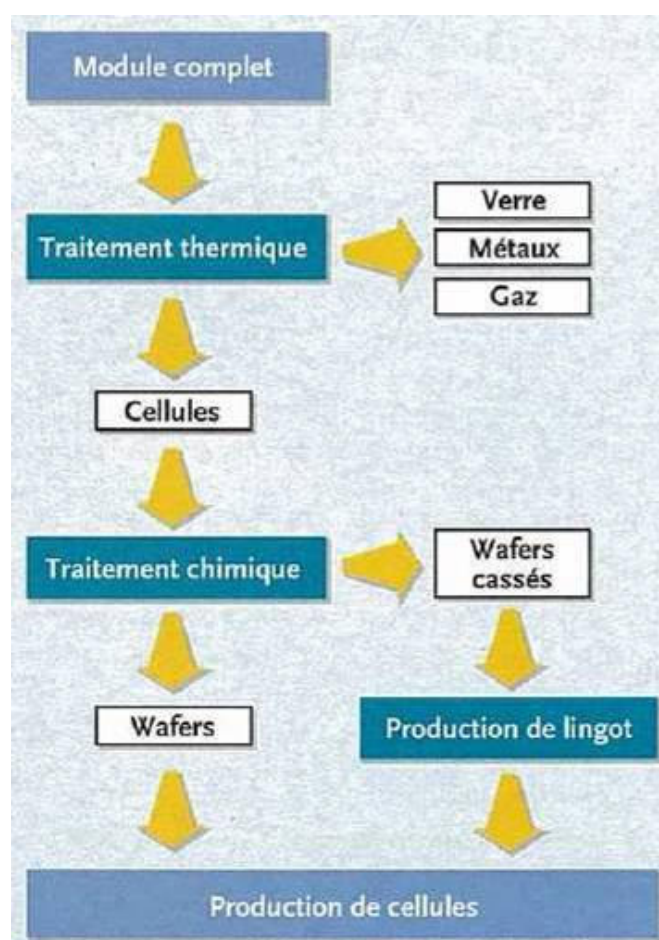 Module complet
Traitement thermique
Verre
Métaux
Gaz
Cellules
Traitement chimique
Wafers
cassés
Wafers
Production de lingot
Production de cellules